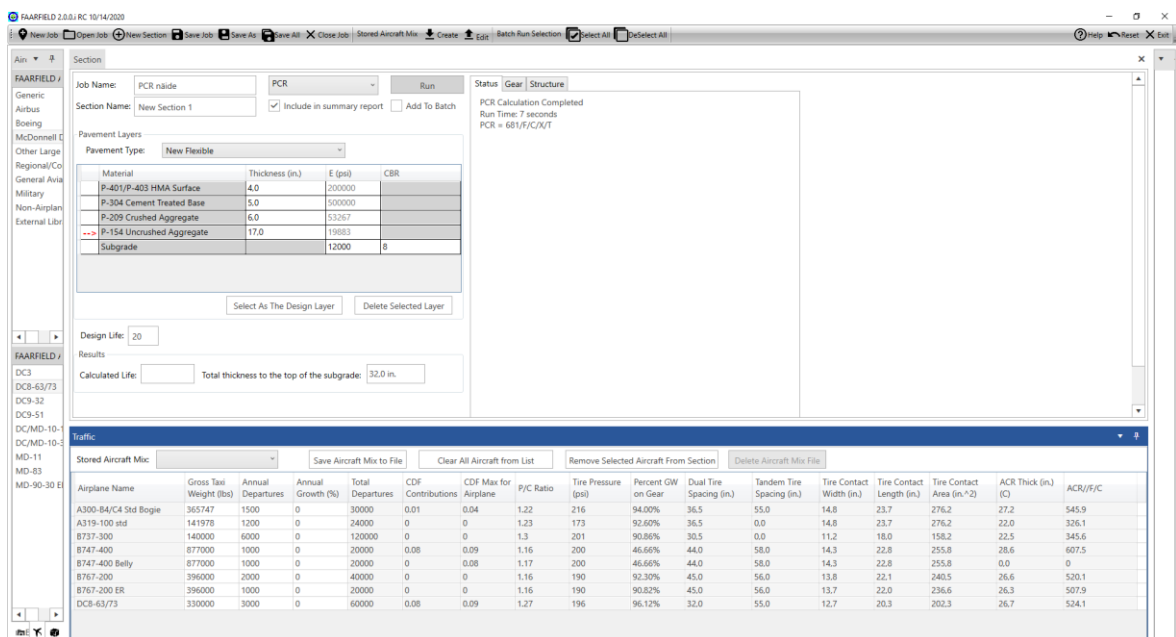 FAARFIELD 2.0.0.i RC 10/14/2020
New Job Open Job New Section Save Job Save As Save All Close Job Stored Aircraft Mix Create Edit Batch Run Selection Select All DeSelect All Help Reset Exit
Section
FAARFIELD
Generic
Airbus
Boeing
McDonnell D
Other Large
Regional/Co
General Avia
Military
Non-Airplan
External Libr
Job Name: PCR näide PCR Run
Section Name: New Section 1 Include in summary report Add To Batch
Pavement Layers
Pavement Type: New Flexible
Material Thickness (in.) E (psi) CBR
P-401/P-403 HMA Surface 4,0 200000
P-304 Cement Treated Base 5,0 500000
P-209 Crushed Aggregate 6,0 53267
--> P-154 Uncrushed Aggregate 17,0 19883
Subgrade 12000 8
Select As The Design Layer Delete Selected Layer
Design Life: 20
Results
Calculated Life: Total thickness to the top of the subgrade: 32,0 in.
Status Gear Structure
PCR Calculation Completed
Run Time: 7 seconds
PCR = 681/F/C/X/T
FAARFIELD
DC3
DC8-63/73
DC9-32
DC9-51
DC/MD-10-1
DC/MD-10-3
MD-11
MD-83
MD-90-30 E
Traffic
Stored Aircraft Mix: Save Aircraft Mix to File Clear All Aircraft from List Remove Selected Aircraft From Section Delete Aircraft Mix File
Airplane Name Gross Taxi Weight (lbs) Annual Departures Annual Growth (%) Total Departures CDF Contributions CDF Max for Airplane P/C Ratio Tire Pressure (psi) Percent GW on Gear Dual Tire Spacing (in.) Tandem Tire Spacing (in.) Tire Contact Width (in.) Tire Contact Length (in.) Tire Contact Area (in.^2) ACR Thick (in.) (C) ACR//F/C
A300-B4/C4 Std Bogie 365747 1500 0 30000 0.01 0.04 1.22 216 94.00% 36,5 55.0 14,8 23,7 276,2 27,2 545.9
A319-100 std 141978 1200 0 24000 0 0 1.23 173 92.60% 36,5 0,0 14,8 23,7 276,2 22,0 326.1
B737-300 140000 6000 0 120000 0 0 1.3 201 90.86% 30,5 0,0 11,2 18,0 158,2 22,5 345.6
B747-400 877000 1000 0 20000 0.08 0.09 1.16 200 46.66% 44,0 58,0 14,3 22,8 255,8 28,6 607.5
B747-400 Belly 877000 1000 0 20000 0 0.08 1.17 200 46.66% 44,0 58,0 14,3 22,8 255,8 0,0 0
B767-200 396000 2000 0 40000 0 0 1.16 190 92.30% 45,0 56,0 13,8 22,1 240,5 26,6 520.1
B767-200 ER 396000 1000 0 20000 0 0 1.16 190 90.82% 45,0 56,0 13,7 22,0 236,6 26,3 507.9
DC8-63/73 330000 3000 0 60000 0.08 0.09 1.27 196 96.12% 32,0 55,0 12,7 20,3 202,3 26,7 524.1